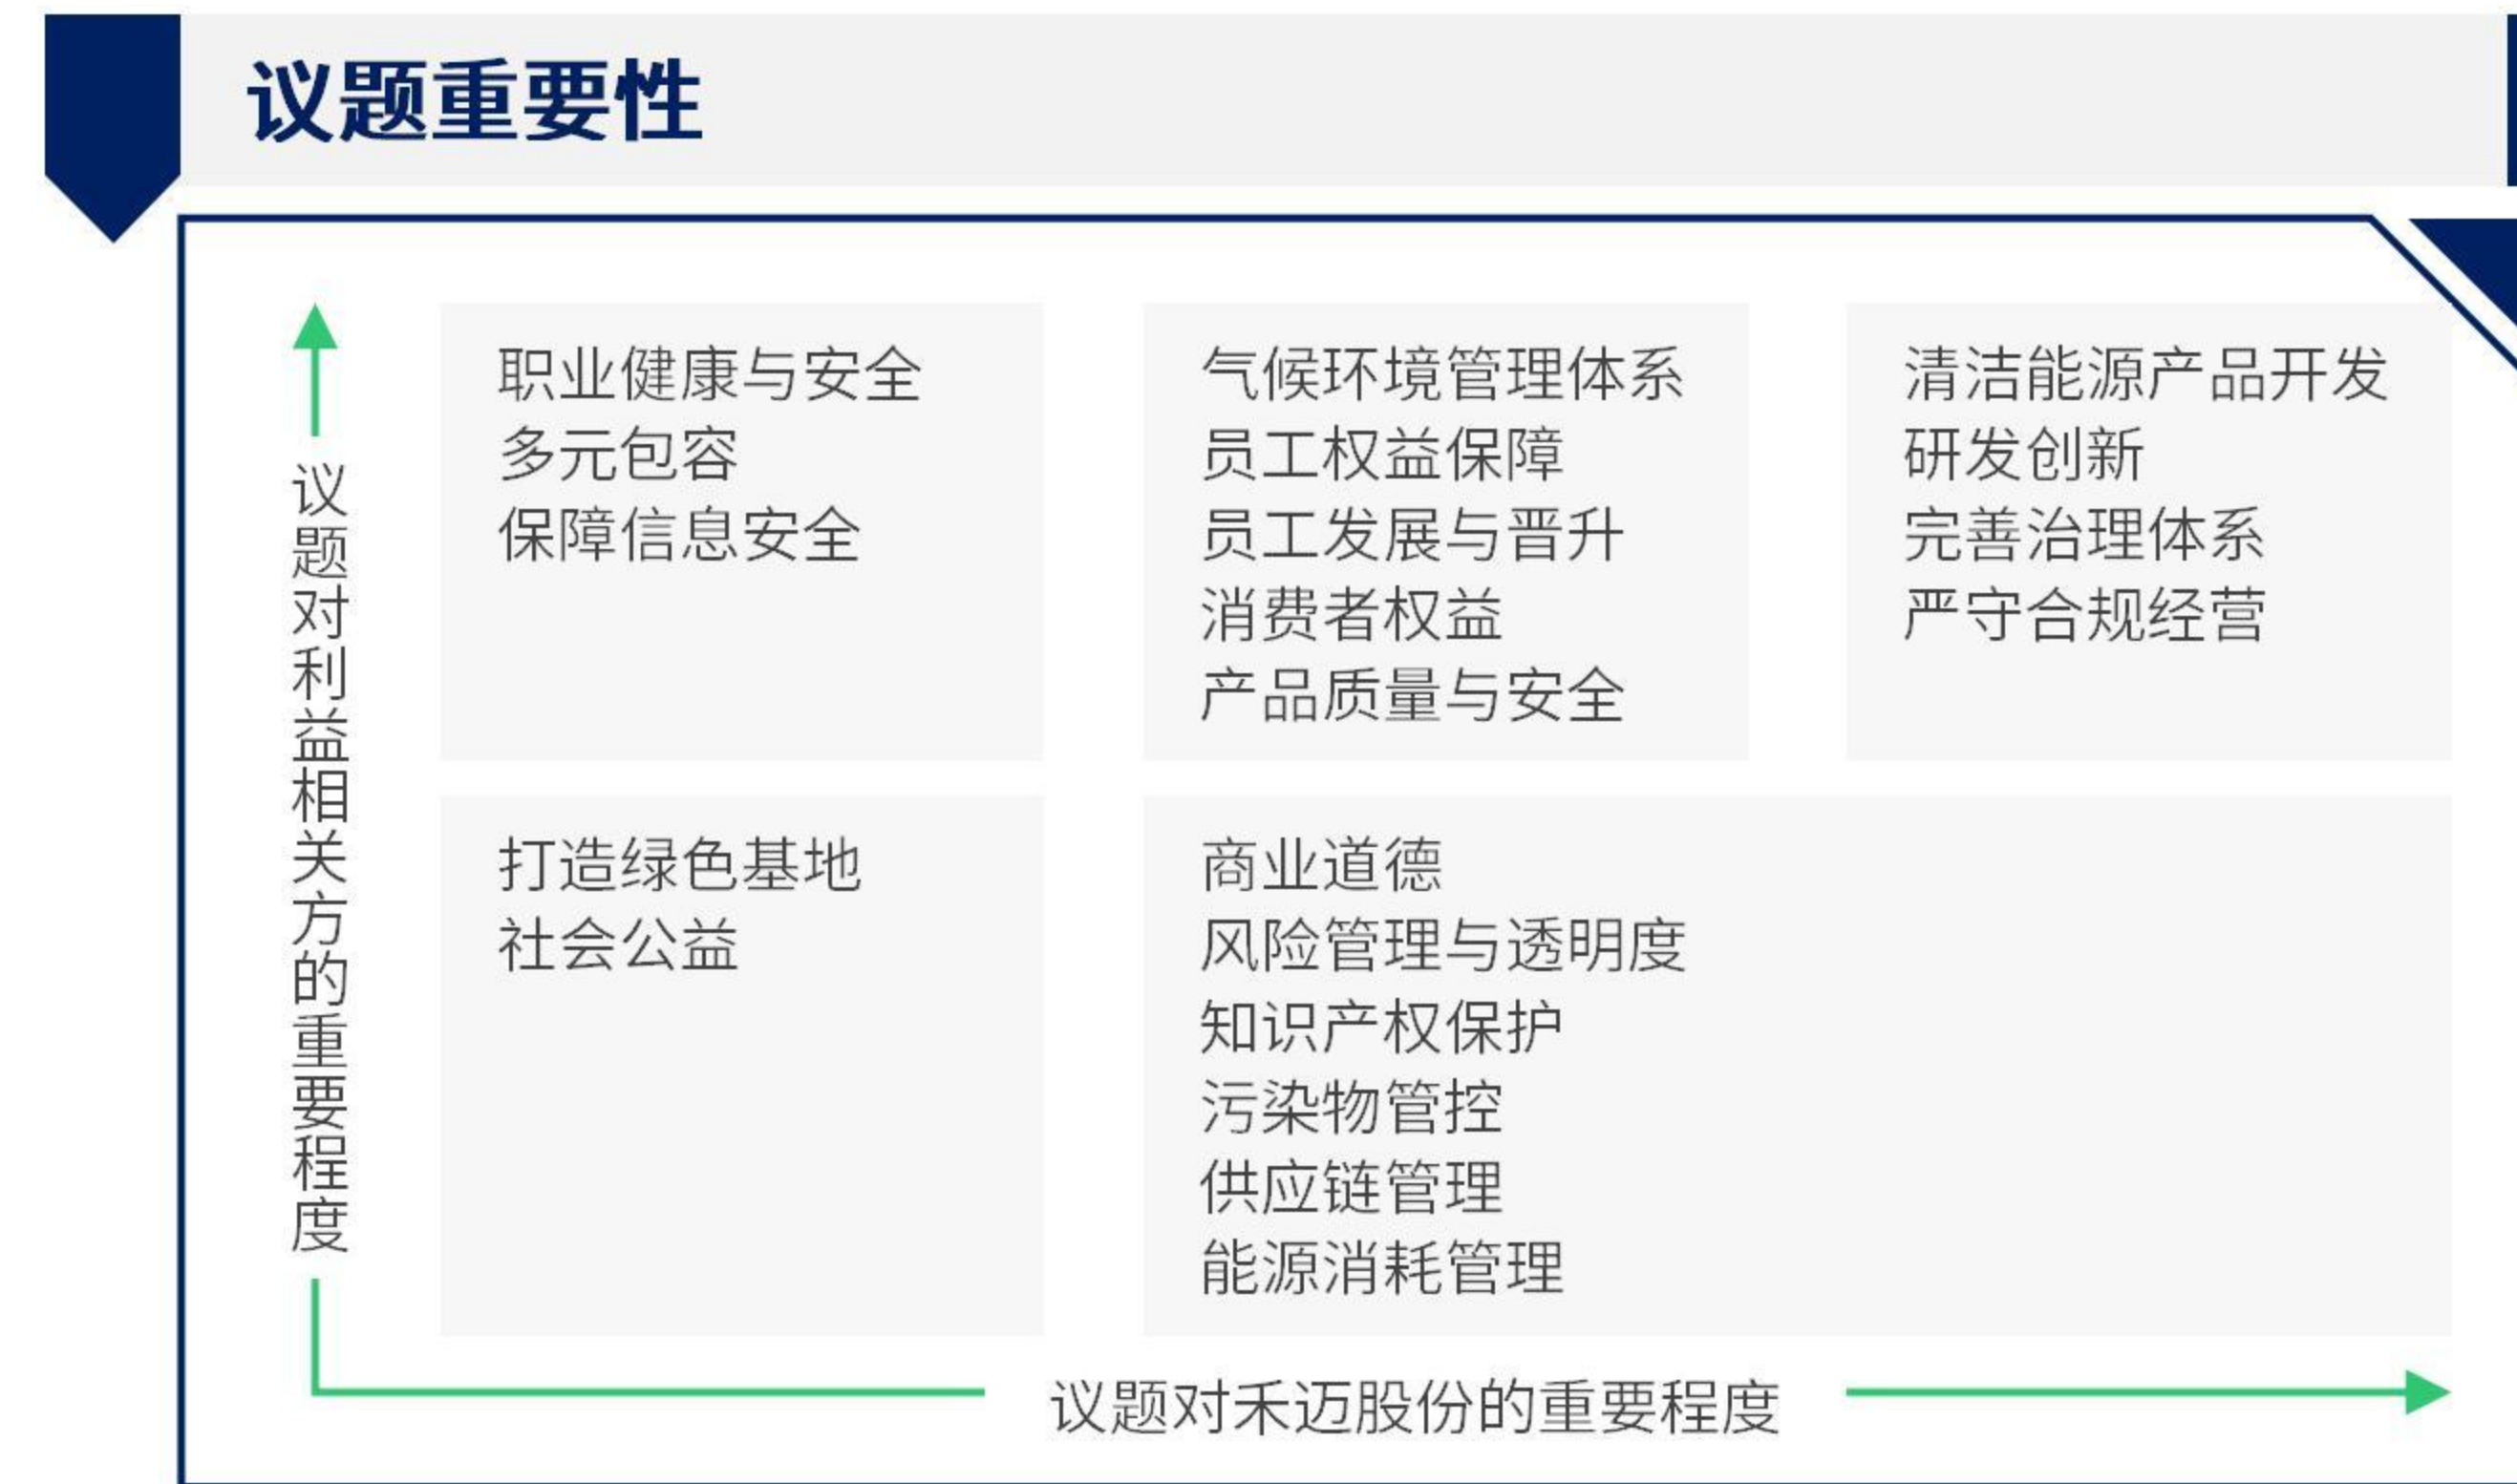 议题重要性
议题对利益相关方的重要程度
职业健康与安全
多元包容
保障信息安全
气候环境管理体系
员工权益保障
员工发展与晋升
消费者权益
产品质量与安全
清洁能源产品开发
研发创新
完善治理体系
严守合规经营
打造绿色基地
社会公益
商业道德
风险管理与透明度
知识产权保护
污染物管控
供应链管理
能源消耗管理
议题对禾迈股份的重要程度